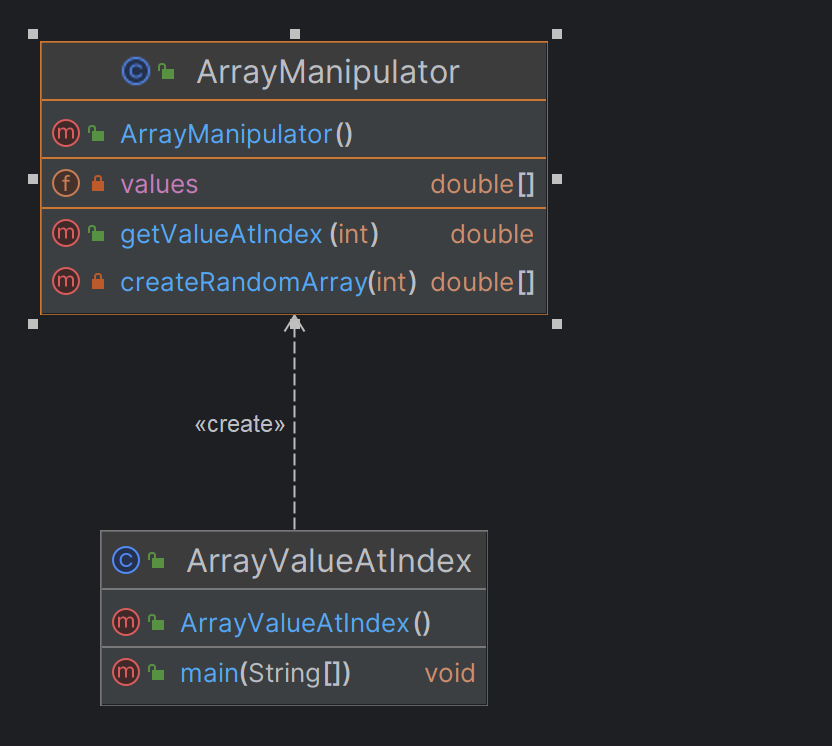 C ArrayManipulator
m ArrayManipulator()
f values double[]
m getValueAtIndex(int) double
m createRandomArray(int) double[]
«create»
C ArrayValueAtIndex
m ArrayValueAtIndex()
m main(String[]) void